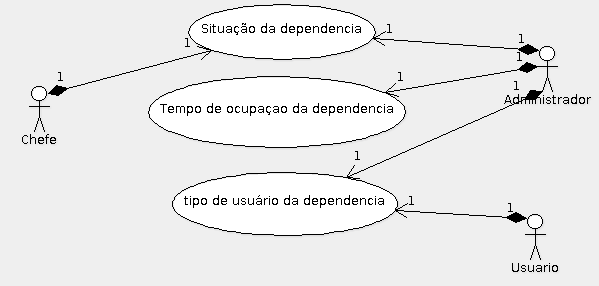 Situação da dependencia
1
1
1
1
Chefe
Tempo de ocupaçao da dependencia
1
1
1
Administrador
1
tipo de usuário da dependencia
1
1
Usuario